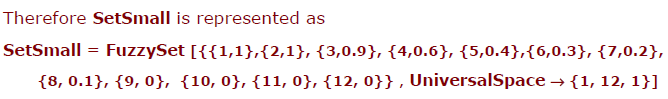 Therefore SetSmall is represented as
SetSmall = FuzzySet [{{1,1},{2,1}, {3,0.9}, {4,0.6}, {5,0.4},{6,0.3}, {7,0.2},
{8, 0.1}, {9, 0}, {10, 0}, {11, 0}, {12, 0}} , UniversalSpace → {1, 12, 1}]